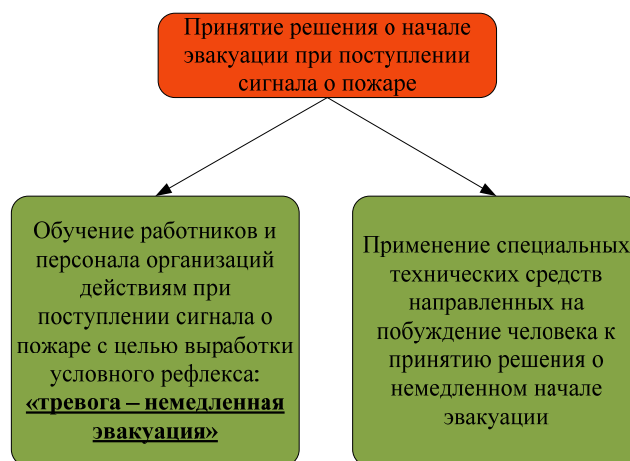 Принятие решения о начале
эвакуации при поступлении
сигнала о пожаре
Обучение работников и
персонала организаций
действиям при
поступлении сигнала о
пожаре с целью выработки
условного рефлекса:
«тревога – немедленная
эвакуация»
Применение специальных
технических средств
направленных на
побуждение человека к
принятию решения о
немедленном начале
эвакуации